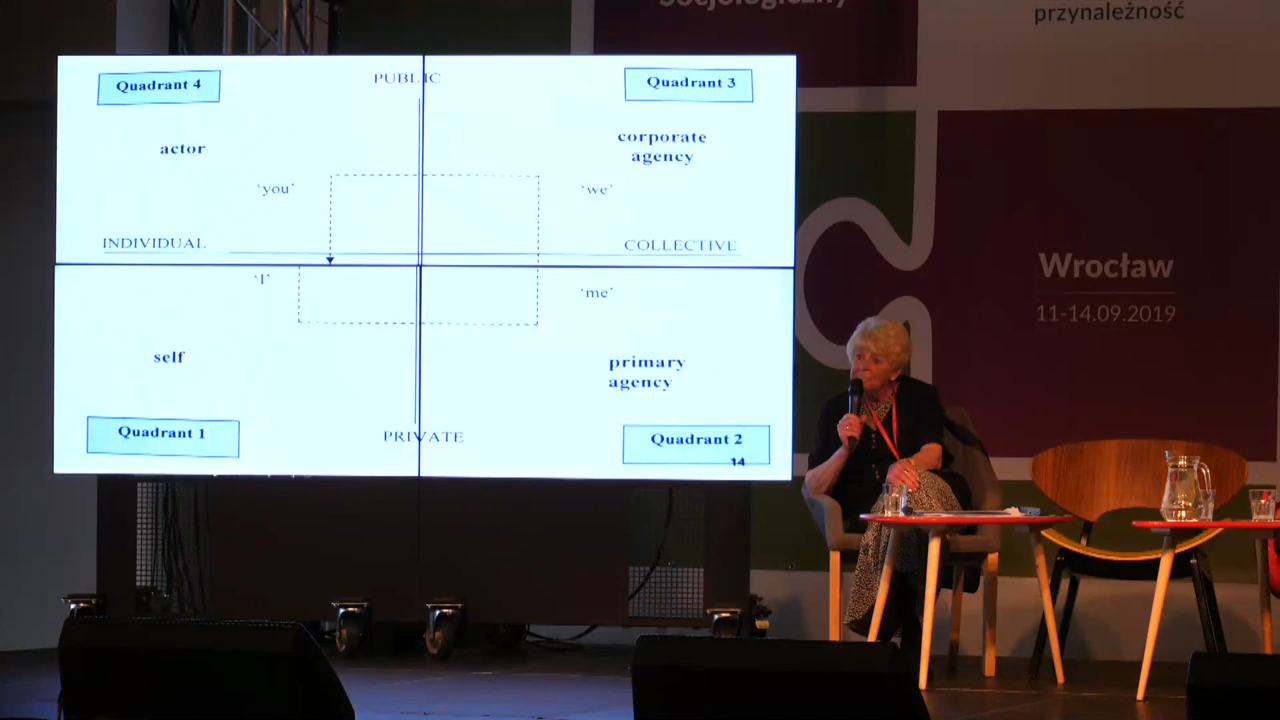 Socjologiczny
przynależność
Quadrant 4
PUBLIC
Quadrant 3
actor
corporate
agency
‘you’
‘we’
INDIVIDUAL
COLLECTIVE
‘I’
‘me’
self
primary
agency
Quadrant 1
PRIVATE
Quadrant 2
14
Wrocław
11-14.09.2019